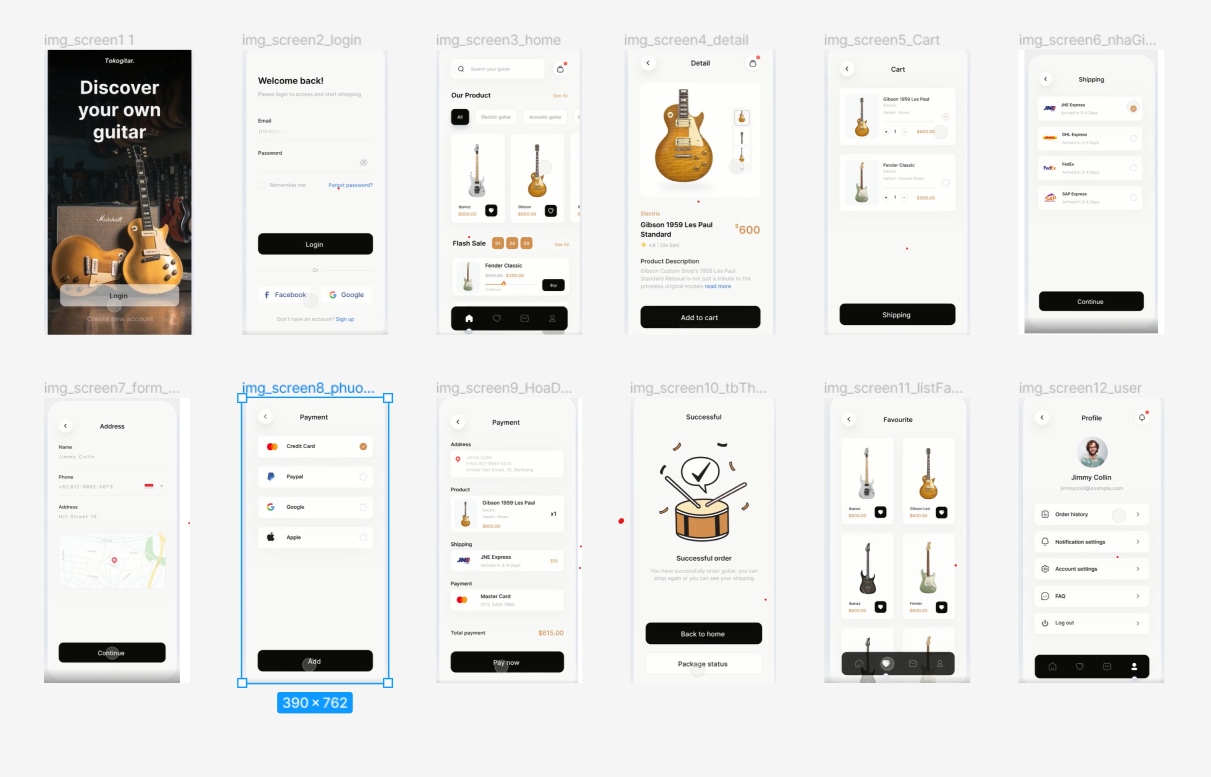 img_screen1 1
img_screen2_login
img_screen3_home
img_screen4_detail
img_screen5_Cart
img_screen6_nhaGi...
Tokogitar.
Discover
your own
guitar
Login
Create new account
Welcome back!
Please login to access and start shopping
Email
Password
Remember me
Forgot password?
Login
Or
Facebook
Google
Don't have an account? Sign up
Search your guitar
Our Product
See All
All
Electric guitar
Acoustic guitar
Ibanez
$600.00
Gibson
$600.00
Flash Sale
See All
Fender Classic
$300.00
Buy
Detail
Electric
Gibson 1959 Les Paul
Standard
$600
4,8
Product Description
Gibson Custom Shop's 1959 Les Paul
Standard Reissue is not just a tribute to the
priceless original models read more
Add to cart
Cart
Gibson 1959 Les Paul
Electric
1
$600.00
Fender Classic
Electric
1
$000.00
Shipping
Shipping
JNE
JNE Express
Arrived in 3-4 Days
DHL Express
Arrived in 2-3 Days
FedEx
FedEx
Arrived in 3-4 Days
SAP Express
Arrived in 3-4 Days
Continue
img_screen7_form_...
img_screen8_phuo...
img_screen9_HoaD...
img_screen10_tbTh...
img_screen11_listFa...
img_screen12_user
Address
Name
Jimmy Collin
Phone
Address
Hill Street 10
Continue
Payment
Credit Card
Paypal
Google
Apple
Add
390 × 762
Payment
Address
Jimmy Collin
Product
Gibson 1959 Les Paul
Electric
x1
$600.00
Shipping
JNE
JNE Express
Arrived in 3-4 Days
$15
Payment
Master Card
Total payment
$615.00
Pay now
Successful
Successful order
You have successfully order guitar, you can
shop again or you can see your shipping
Back to home
Package status
Favourite
Ibanez
$600.00
$600.00
Ibanez
$600.00
Fender
$600.00
Profile
Jimmy Collin
jimmycool@example.com
Order history
Notification settings
Account settings
FAQ
Log out